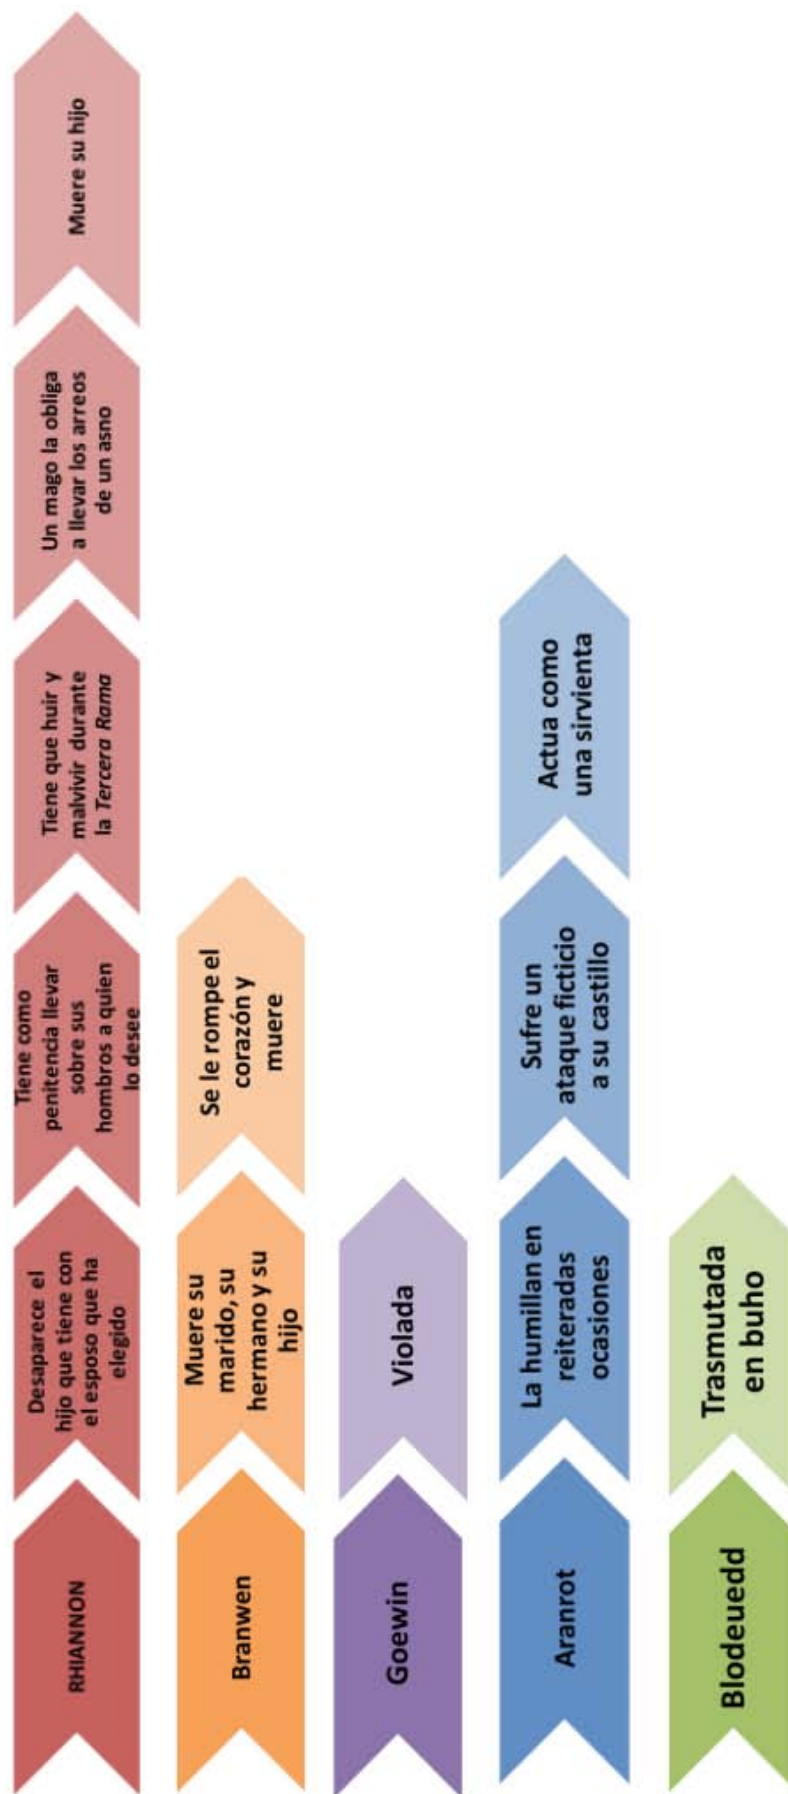 RHIANNON
Desaparece el
hijo que tiene con
el esposo que ha
elegido
Tiene como
penitencia llevar
sobre sus
hombros a quien
lo desee
Tiene que huir y
malvivir durante
la Tercera Rama
Un mago la obliga
a llevar los arreos
de un asno
Muere su hijo
Branwen
Muere su
marido, su
hermano y su
hijo
Se le rompe el
corazón y
muere
Goewin
Violada
Aranrot
La humillan en
reiteradas
ocasiones
Sufre un
ataque ficticio
a su castillo
Actua como
una sirvienta
Blodeuedd
Trasmutada
en buho